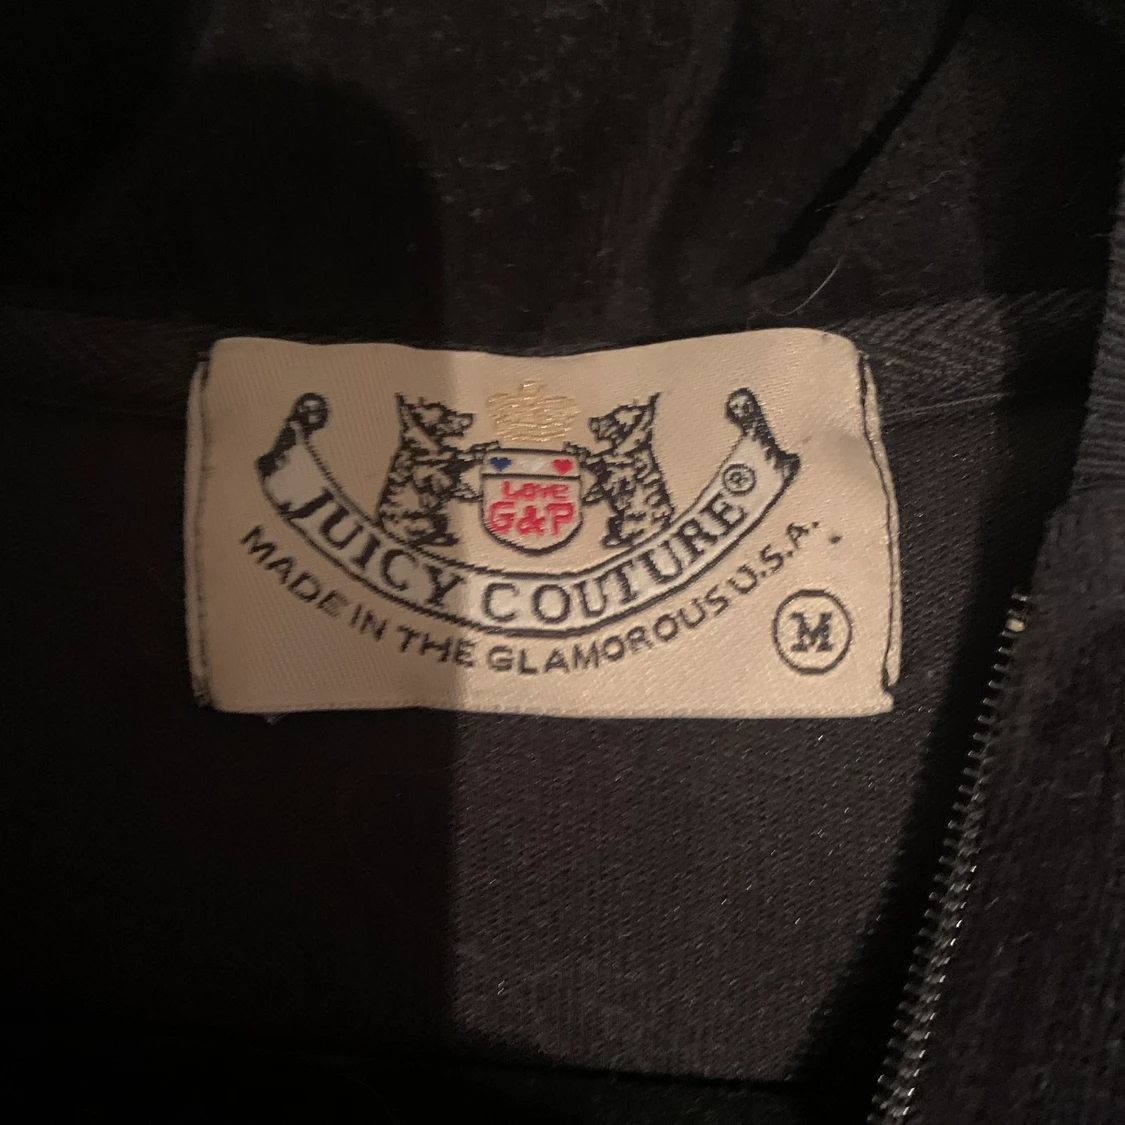 LOVE
G&P
JUICY COUTURE®
MADE IN THE GLAMOROUS U.S.A.
M